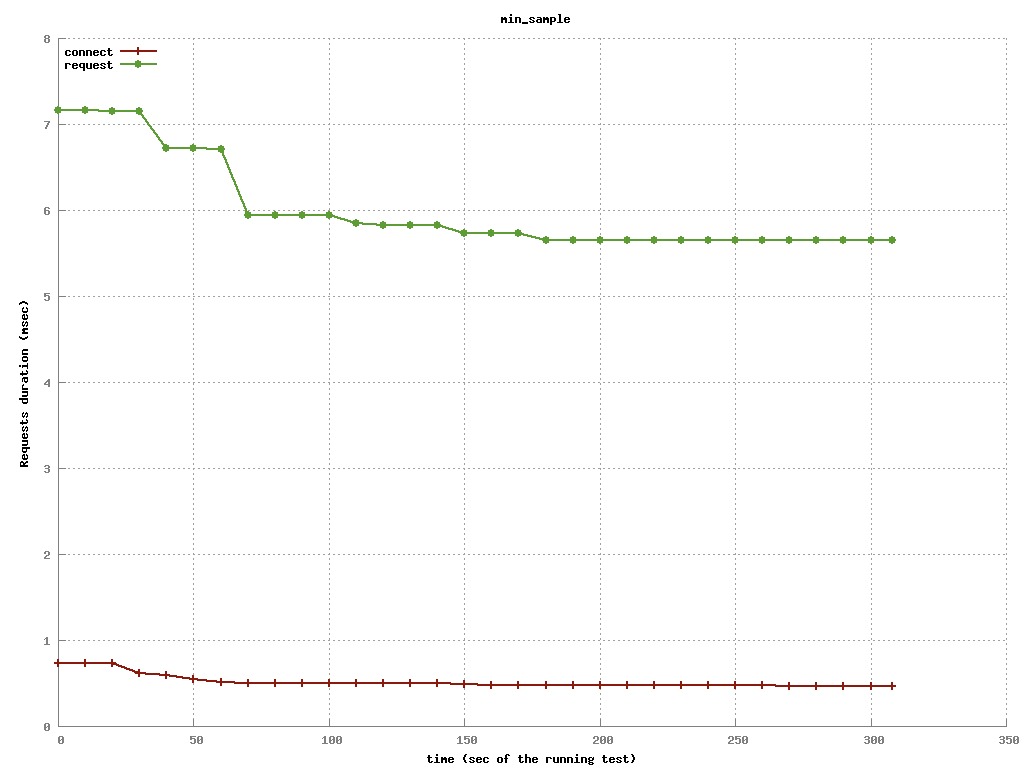 min_sample
connect
request
8
7
6
5
4
3
2
1
0
Requests duration (msec)
0 50 100 150 200 250 300 350
time (sec of the running test)